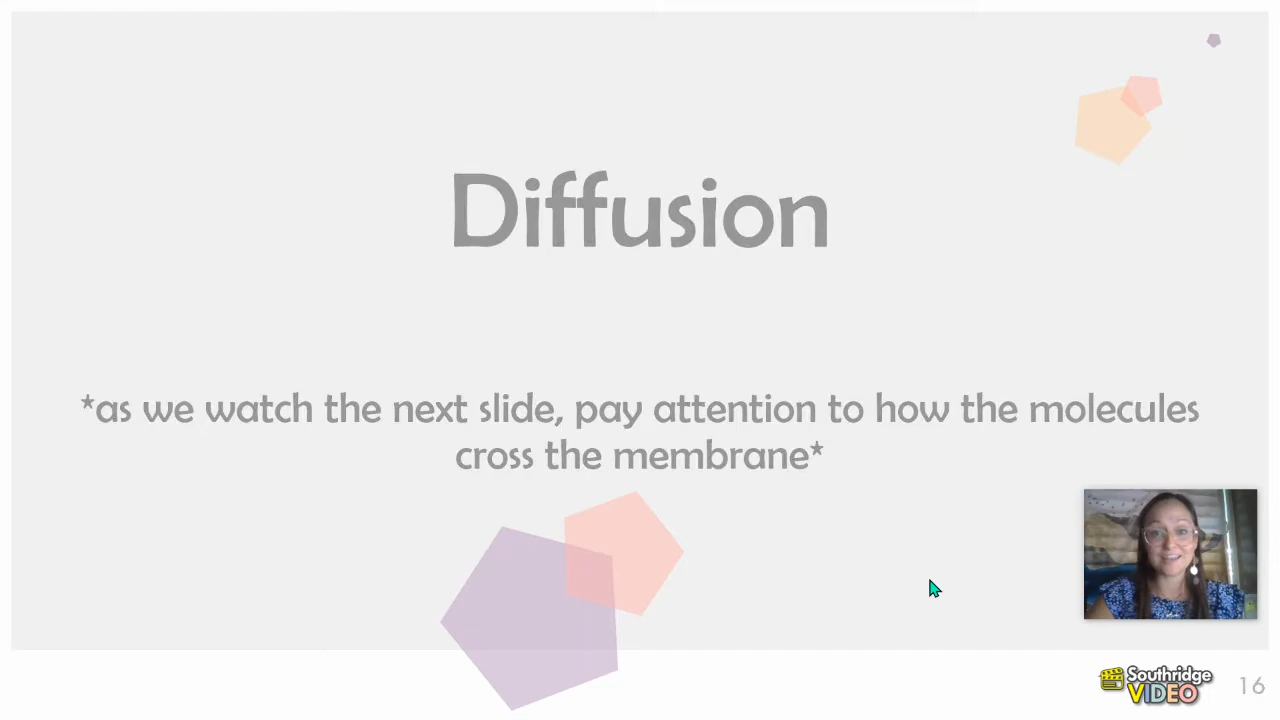 Diffusion
*as we watch the next slide, pay attention to how the molecules
cross the membrane*
Southridge
VIDEO
16